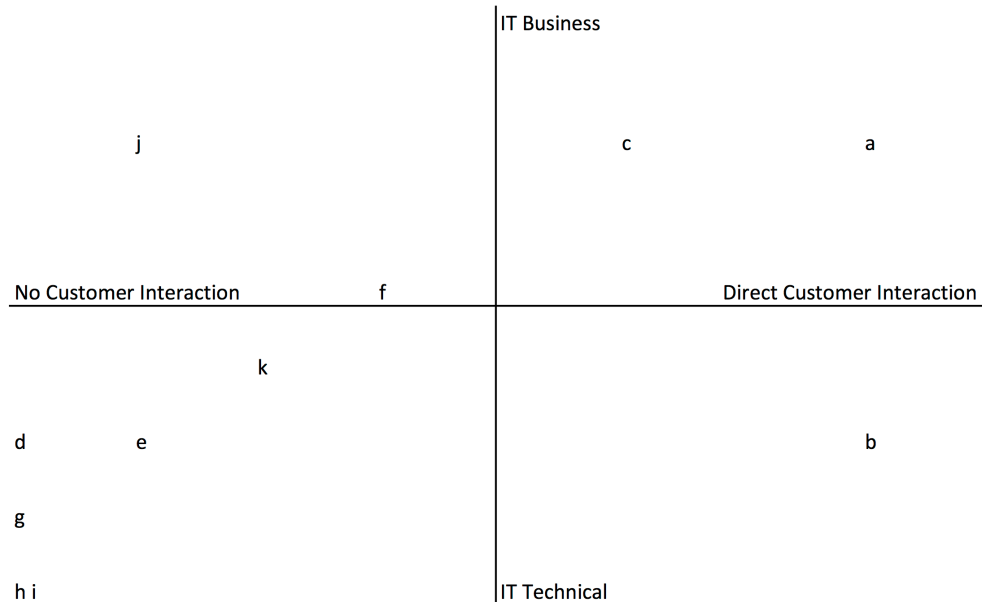 IT Business
j c a
No Customer Interaction f Direct Customer Interaction
k
d e b
g
h i IT Technical